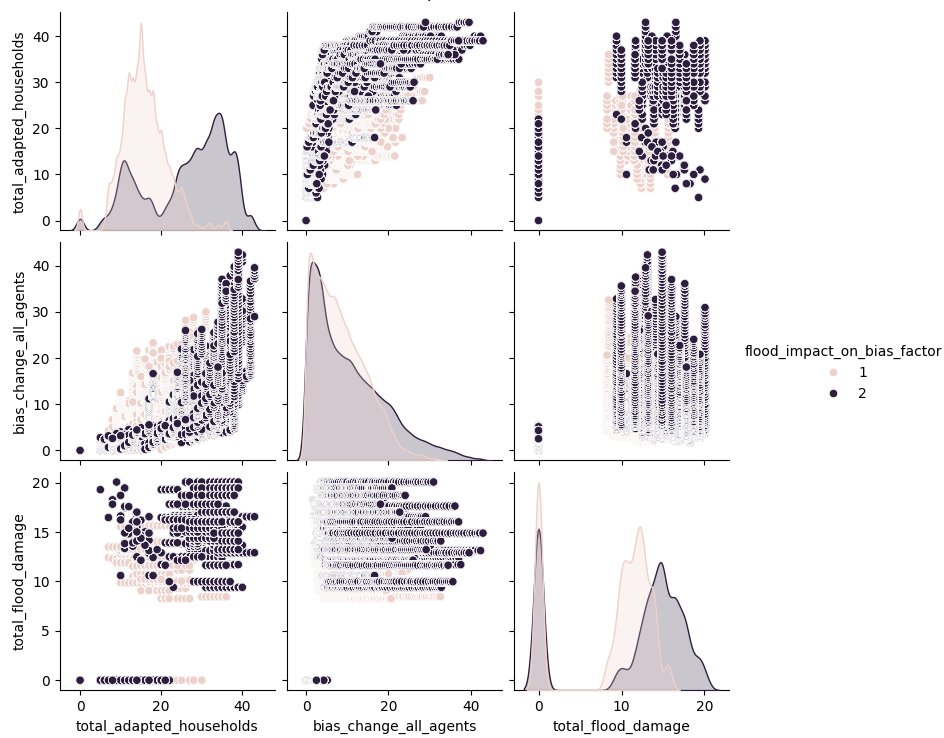 40
30
20
10
0
total_adapted_households
40
30
20
10
0
bias_change_all_agents
flood_impact_on_bias_factor
1
2
20
15
10
5
0
total_flood_damage
0 20 40 0 20 40 0 10 20
total_adapted_households bias_change_all_agents total_flood_damage